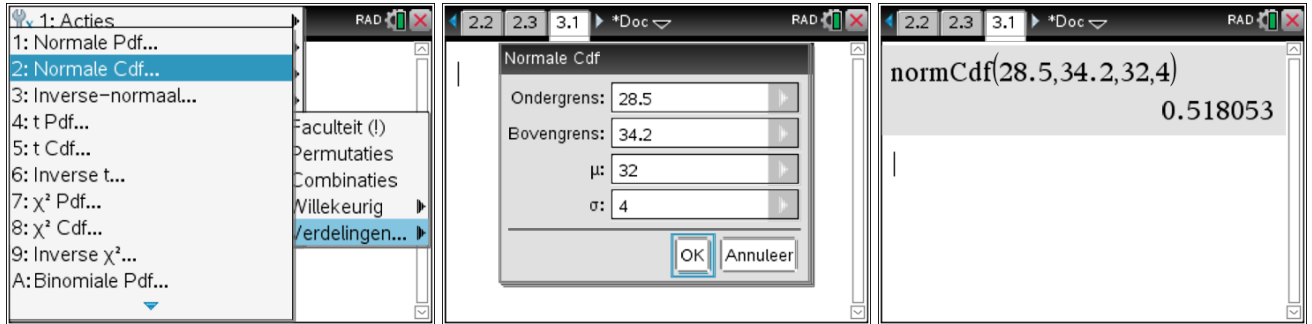 1: Acties
RAD
1: Normale Pdf...
2: Normale Cdf...
3: Inverse-normaal...
4: t Pdf...
5: t Cdf...
6: Inverse t...
7: χ² Pdf...
8: χ² Cdf...
9: Inverse χ²...
A: Binomiale Pdf...
Faculteit (!)
Permutaties
Combinaties
Willekeurig
Verdelingen...
2.2 2.3 3.1 *Doc RAD
Normale Cdf
Ondergrens: 28.5
Bovengrens: 34.2
μ: 32
σ: 4
OK Annuleer
2.2 2.3 3.1 *Doc RAD
normCdf(28.5,34.2,32,4)
0.518053